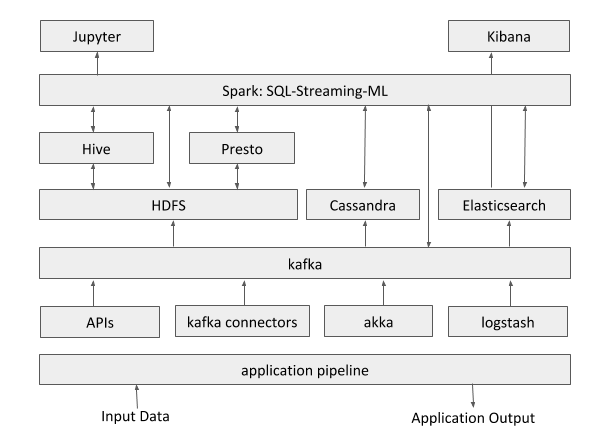 Jupyter
Kibana
Spark: SQL-Streaming-ML
Hive
Presto
HDFS
Cassandra
Elasticsearch
kafka
APIs
kafka connectors
akka
logstash
application pipeline
Input Data
Application Output